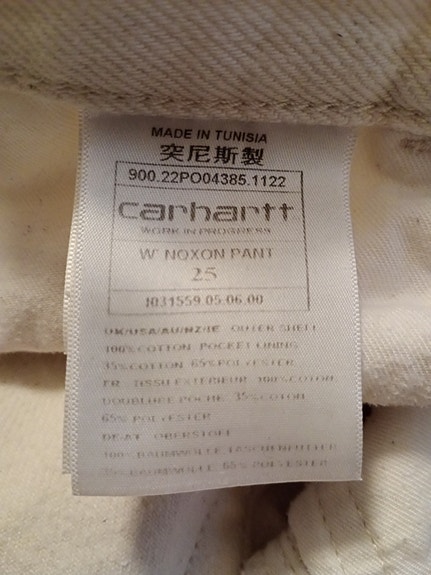 MADE IN TUNISIA
突尼斯製
900.22PO04385.1122
carhartt
WORK IN PROGRESS
W' NOXON PANT
25
I031559.05.06.00
UK/USA/AU/NZ/IE OUTER SHELL
100% COTTON POCKET LINING
35% COTTON 65% POLYESTER
FR TISSU EXTERIEUR 100% COTON
DOUBLURE POCHE 35% COTON
65% POLYESTER
DE-AT OBERSTOFF
100% BAUMWOLLE TASCHENFUTTER
35% BAUMWOLLE 65% POLYESTER